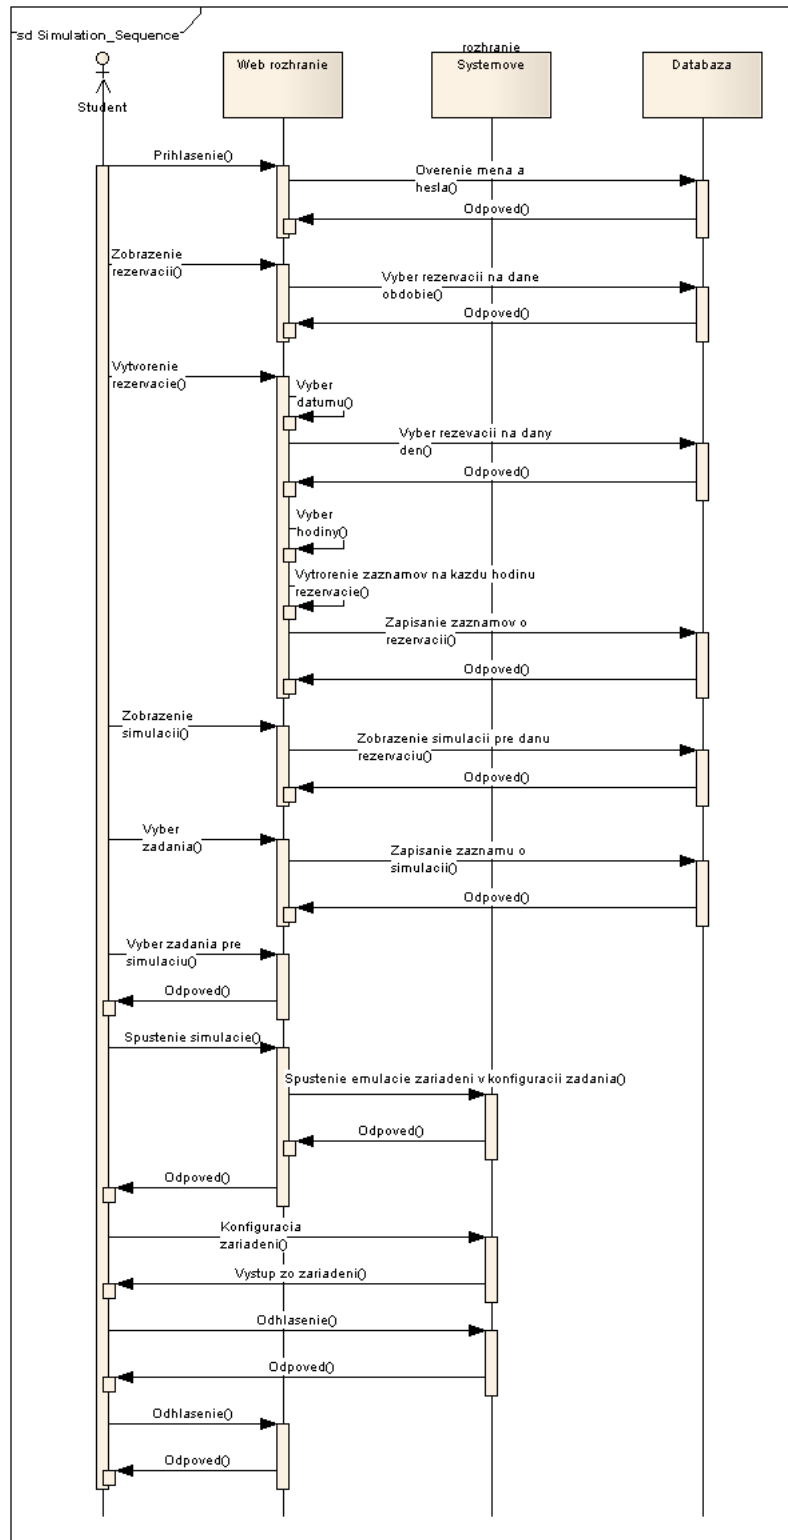 sd Simulation_Sequence
Student
Web rozhranie
rozhranie
Systemove
Databaza
Prihlasenie()
Overenie mena a
hesla()
Odpoved()
Zobrazenie
rezervacii()
Vyber rezervacii na dane
obdobie()
Odpoved()
Vytvorenie
rezervacie()
Vyber
datumu()
Vyber rezevacii na dany
den()
Odpoved()
Vyber
hodiny()
Vytrorenie zaznamov na kazdu hodinu
rezervacie()
Zapisanie zaznamov o
rezervacii()
Odpoved()
Zobrazenie
simulacii()
Zobrazenie simulacii pre danu
rezervaciu()
Odpoved()
Vyber
zadania()
Zapisanie zaznamu o
simulacii()
Odpoved()
Vyber zadania pre
simulaciu()
Odpoved()
Spustenie simulacie()
Spustenie emulacie zariadeni v konfiguracii zadania()
Odpoved()
Odpoved()
Konfiguracia
zariadeni()
Vystup zo zariadeni()
Odhlasenie()
Odpoved()
Odhlasenie()
Odpoved()